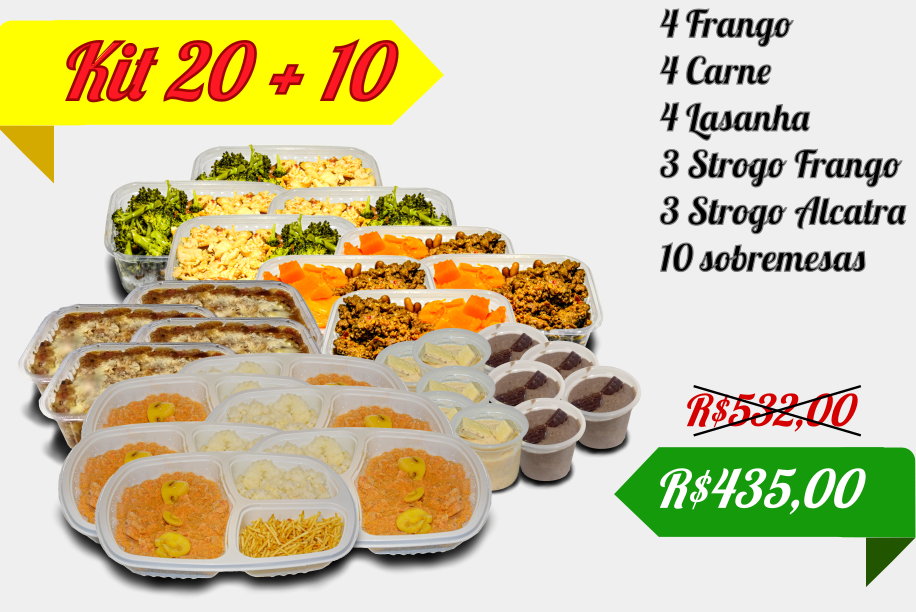 Kit 20 + 10
4 Frango
4 Carne
4 Lasanha
3 Strogo Frango
3 Strogo Alcatra
10 sobremesas
R$532,00
R$435,00